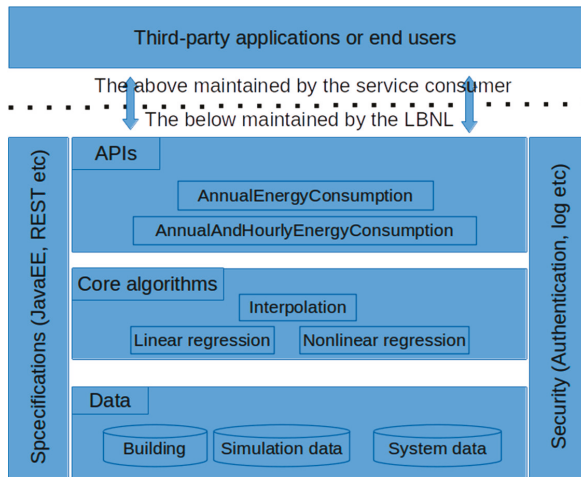 Third-party applications or end users
The above maintained by the service consumer
The below maintained by the LBNL
Spcecifications (JavaEE, REST etc)
APIs
AnnualEnergyConsumption
AnnualAndHourlyEnergyConsumption
Core algorithms
Interpolation
Linear regression
Nonlinear regression
Data
Building
Simulation data
System data
Security (Authentication, log etc)